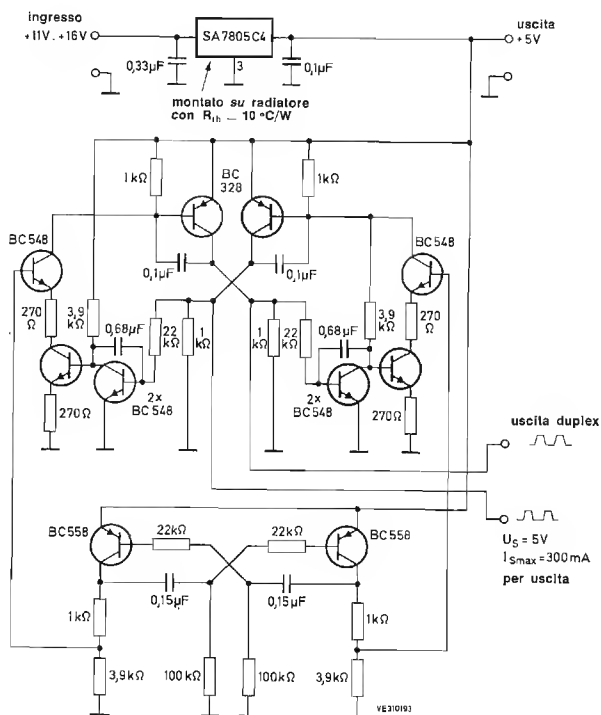 ingresso
+11V.+16V
SA7805C4
uscita
+5V
0,33µF
3
0,1µF
montato su radiatore
con Rth = 10 °C/W
1kΩ
BC
328
1kΩ
BC548
BC548
0,1µF
0,1µF
270
Ω
3,9
kΩ
0,68µF
22
kΩ
1
kΩ
1
kΩ
22
kΩ
0,68µF
3,9
kΩ
270
Ω
270Ω
2x
BC548
2x
BC548
270Ω
uscita duplex
BC558
22kΩ
22kΩ
BC558
US = 5V
ISmax = 300mA
per uscita
0,15µF
0,15µF
1kΩ
1kΩ
3,9kΩ
100kΩ
100kΩ
3,9kΩ
VE310193